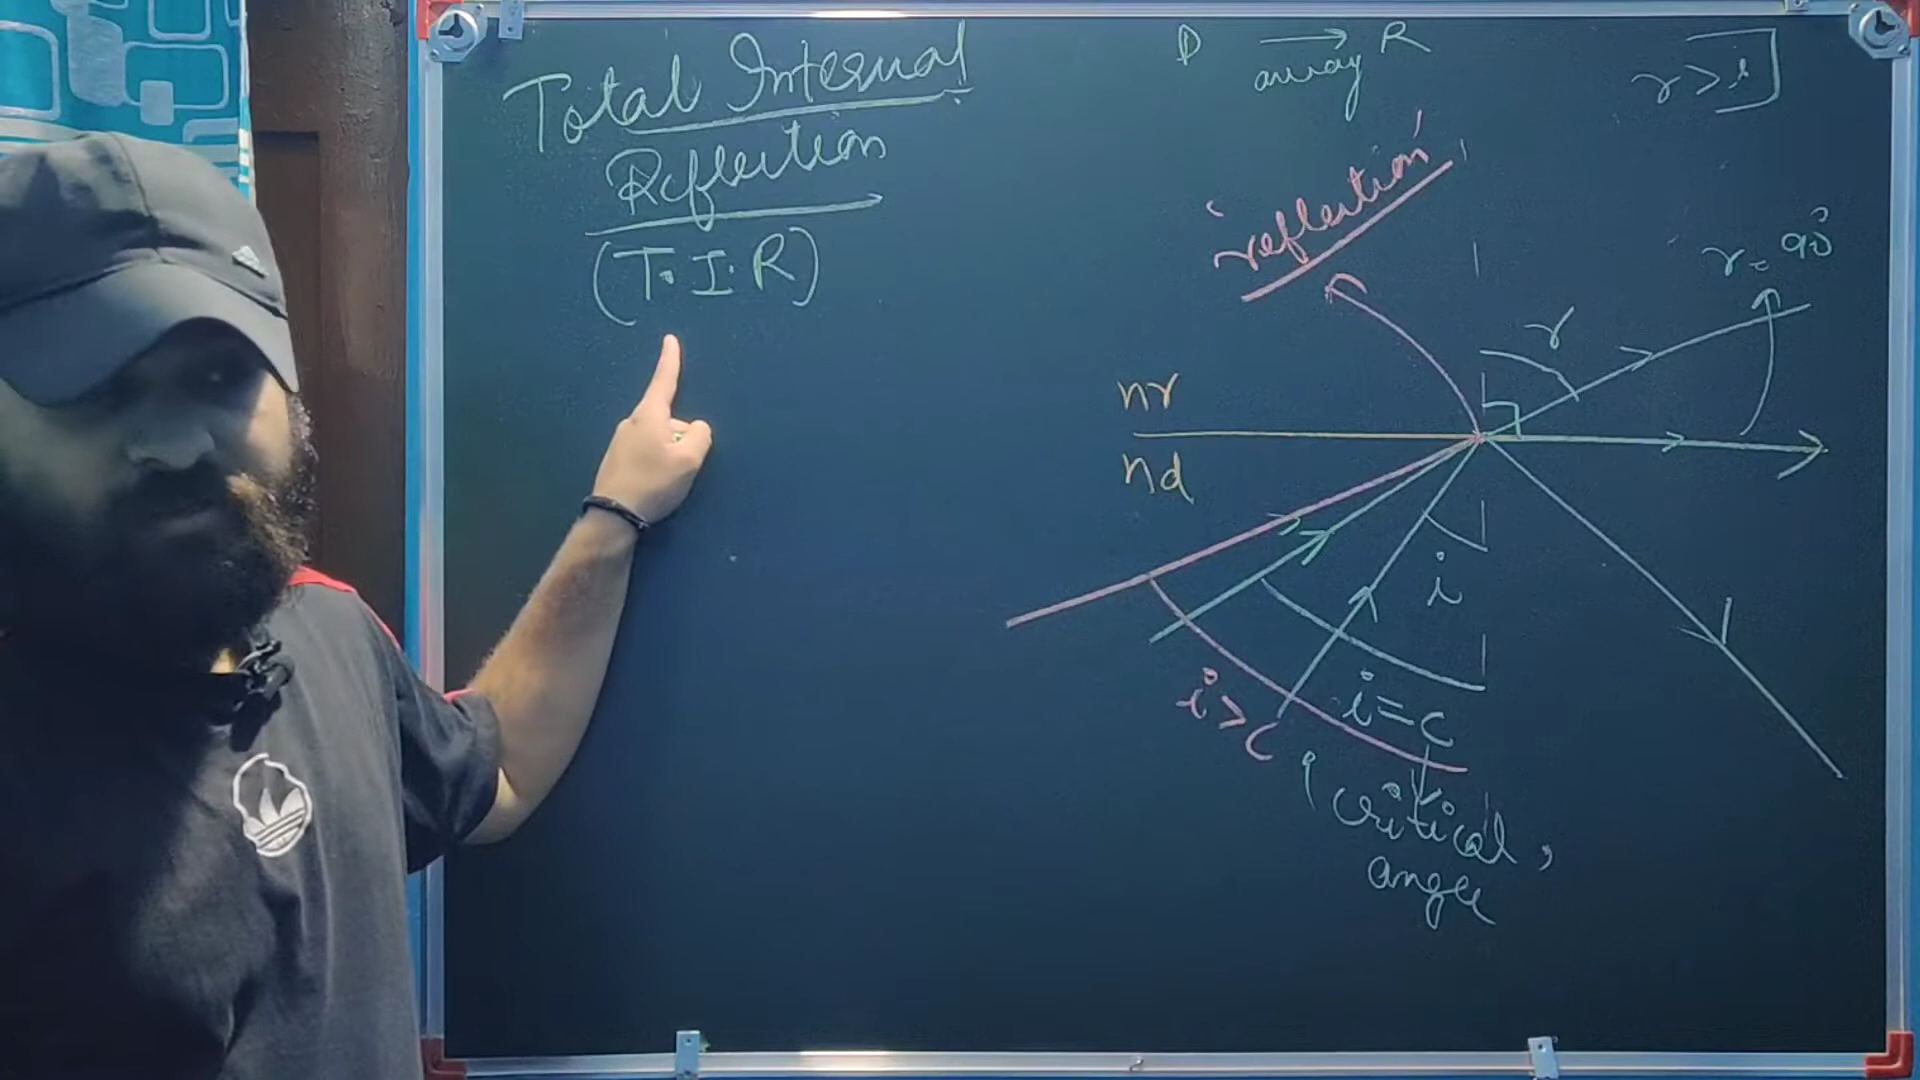 Total Internal
Reflection
(T.I.R)
D → R
away
r > i
'reflection'
r = 90°
r
nr
nd
i
i = c
i > c
'critical'
angle